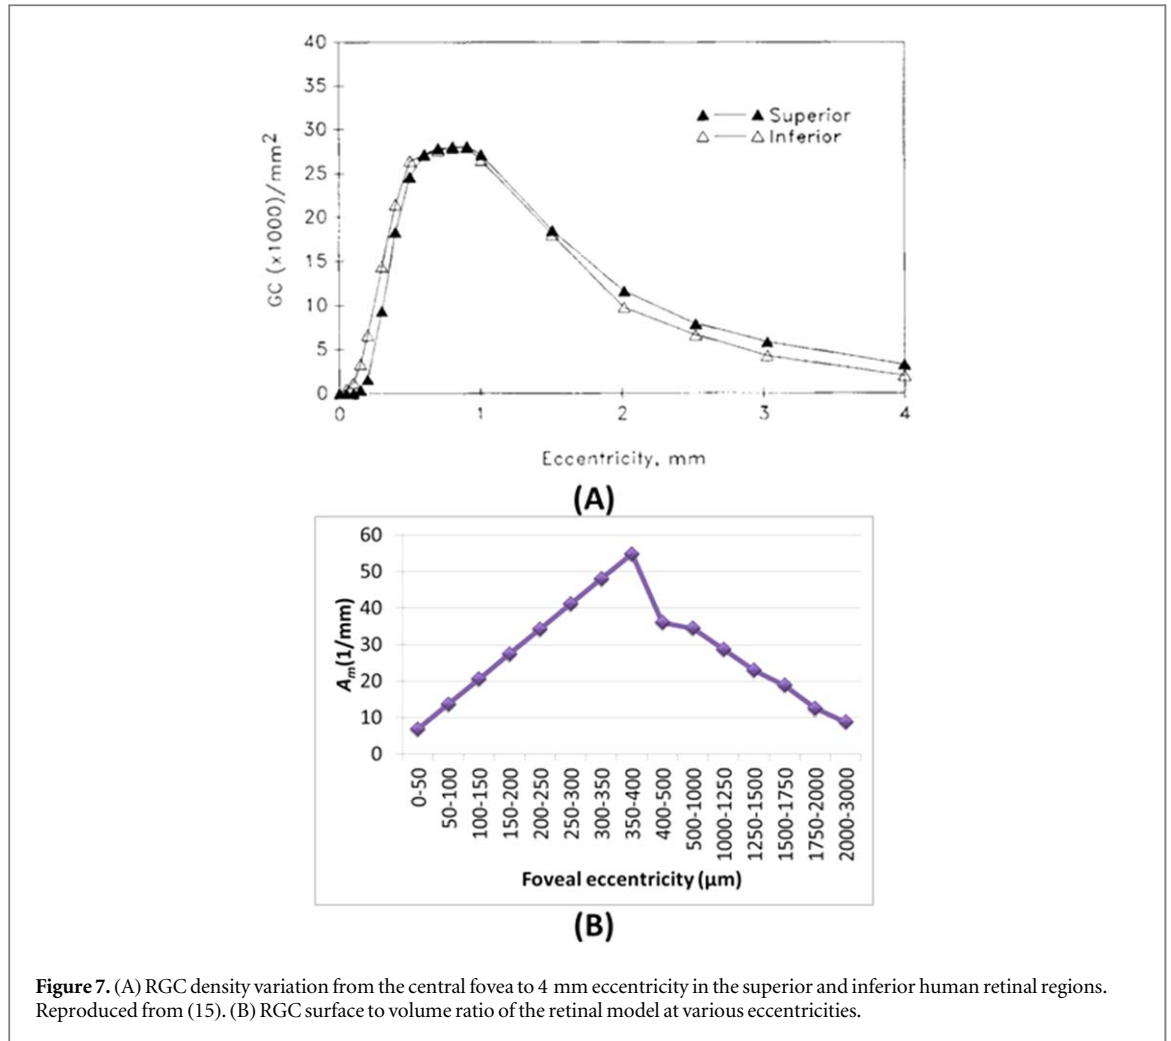 40
35
30
25
20
15
10
5
0
GC (x1000)/mm2
Superior
Inferior
0 1 2 3 4
Eccentricity, mm
(A)
60
50
40
30
20
10
0
Am(1/mm)
0-50
50-100
100-150
150-200
200-250
250-300
300-350
350-400
400-500
500-1000
1000-1250
1250-1500
1500-1750
1750-2000
2000-3000
Foveal eccentricity (µm)
(B)
Figure 7. (A) RGC density variation from the central fovea to 4 mm eccentricity in the superior and inferior human retinal regions.
Reproduced from (15). (B) RGC surface to volume ratio of the retinal model at various eccentricities.